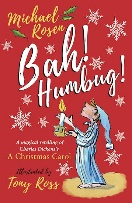 Michael
Rosen
Bah!
Humbug!
A magical retelling of
Charles Dickens's
A Christmas Carol
Illustrated by
Tony Ross